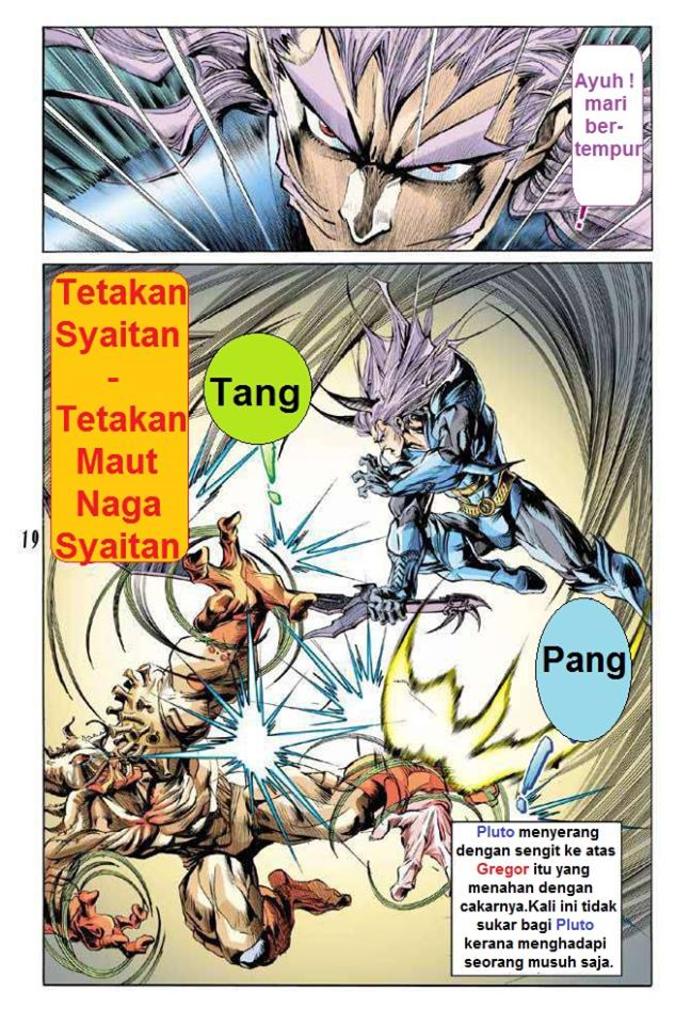 Ayuh !
mari
ber-
tempur
!
Tetakan
Syaitan
-
Tetakan
Maut
Naga
Syaitan
Tang
!
Pang
!
19
Pluto menyerang
dengan sengit ke atas
Gregor itu yang
menahan dengan
cakarnya.Kali ini tidak
sukar bagi Pluto
kerana menghadapi
seorang musuh saja.